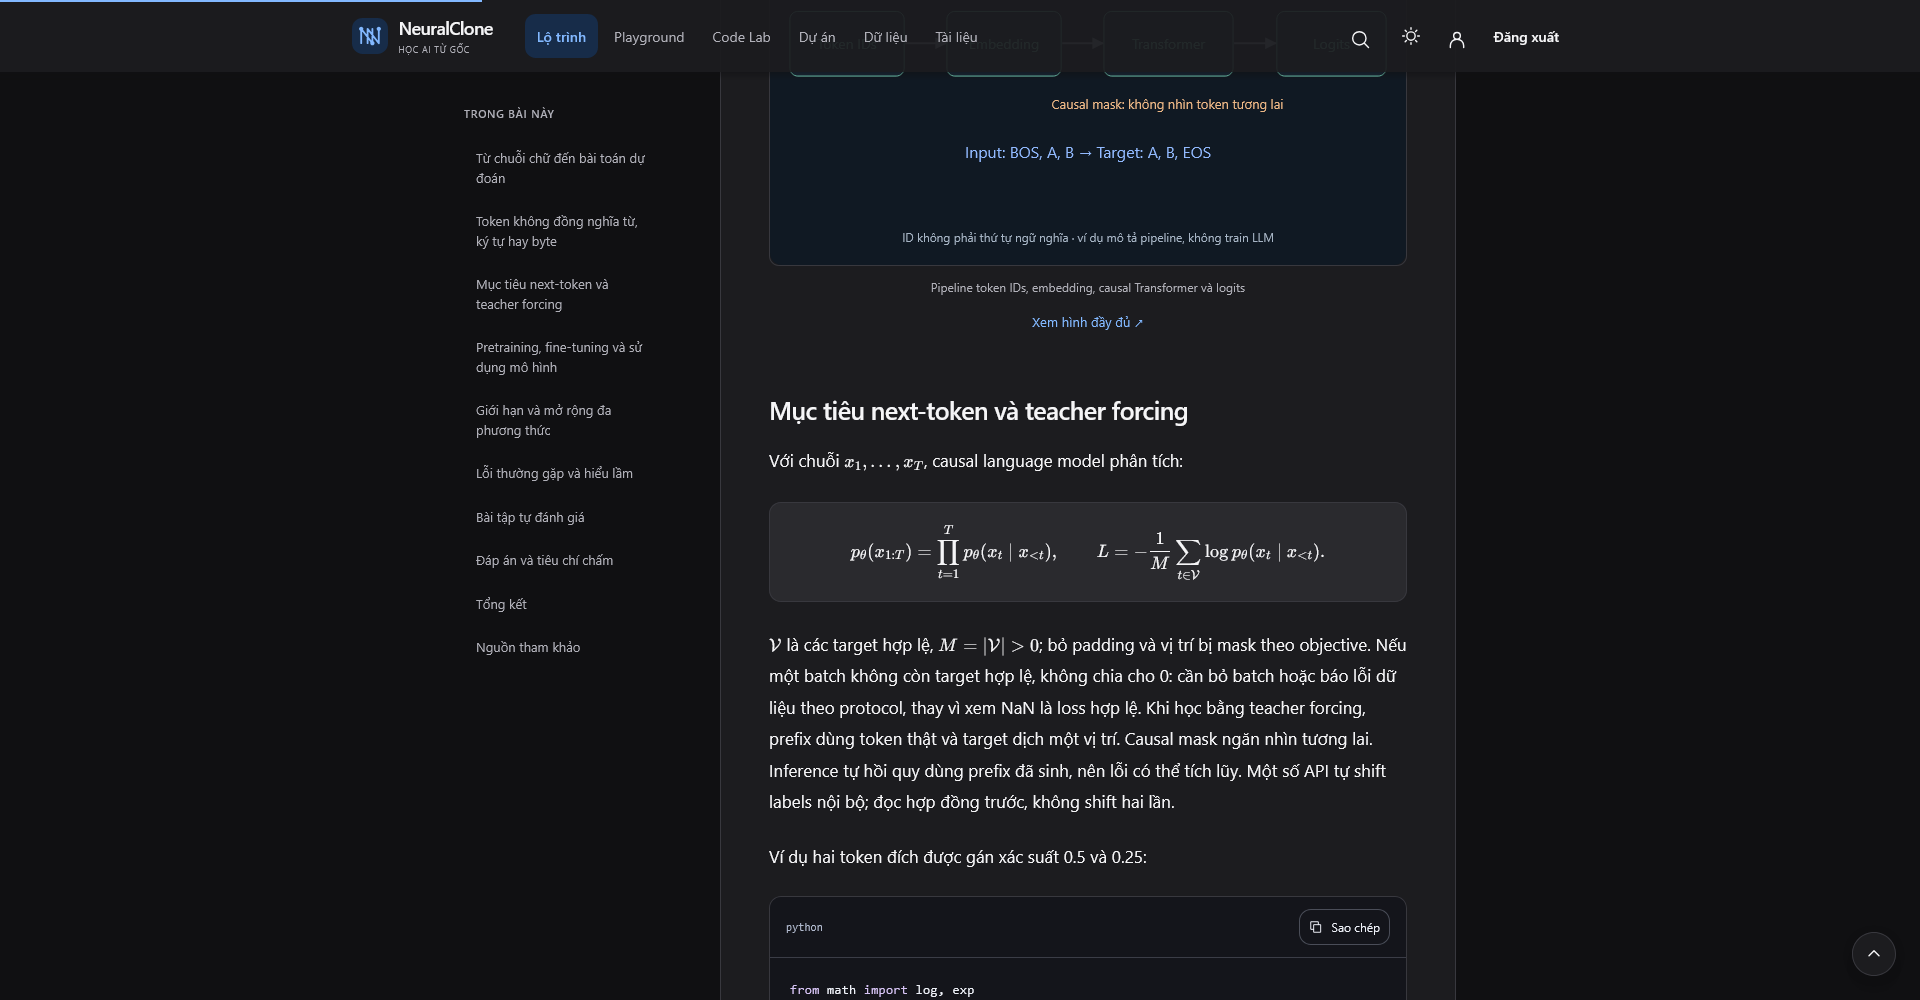 NeuralClone
HỌC AI TỪ GỐC
Lộ trình
Playground
Code Lab
Dự án
Dữ liệu
Tài liệu
Đăng xuất
Token IDs
Embedding
Transformer
Logits
TRONG BÀI NÀY
Từ chuỗi chữ đến bài toán dự
đoán
Token không đồng nghĩa từ,
ký tự hay byte
Mục tiêu next-token và
teacher forcing
Pretraining, fine-tuning và sử
dụng mô hình
Giới hạn và mở rộng đa
phương thức
Lỗi thường gặp và hiểu lầm
Bài tập tự đánh giá
Đáp án và tiêu chí chấm
Tổng kết
Nguồn tham khảo
Causal mask: không nhìn token tương lai
Input: BOS, A, B → Target: A, B, EOS
ID không phải thứ tự ngữ nghĩa · ví dụ mô tả pipeline, không train LLM
Pipeline token IDs, embedding, causal Transformer và logits
Xem hình đầy đủ ↗
Mục tiêu next-token và teacher forcing
Với chuỗi x₁, . . . , x_T, causal language model phân tích:
p_θ(x_{1:T}) = ∏_{t=1}^{T} p_θ(x_t | x_{<t}), L = −\frac{1}{M} ∑_{t∈𝒱} log p_θ(x_t | x_{<t}).
𝒱 là các target hợp lệ, M = |𝒱| > 0; bỏ padding và vị trí bị mask theo objective. Nếu
một batch không còn target hợp lệ, không chia cho 0: cần bỏ batch hoặc báo lỗi dữ
liệu theo protocol, thay vì xem NaN là loss hợp lệ. Khi học bằng teacher forcing,
prefix dùng token thật và target dịch một vị trí. Causal mask ngăn nhìn tương lai.
Inference tự hồi quy dùng prefix đã sinh, nên lỗi có thể tích lũy. Một số API tự shift
labels nội bộ; đọc hợp đồng trước, không shift hai lần.
Ví dụ hai token đích được gán xác suất 0.5 và 0.25:
python
Sao chép
from math import log, exp